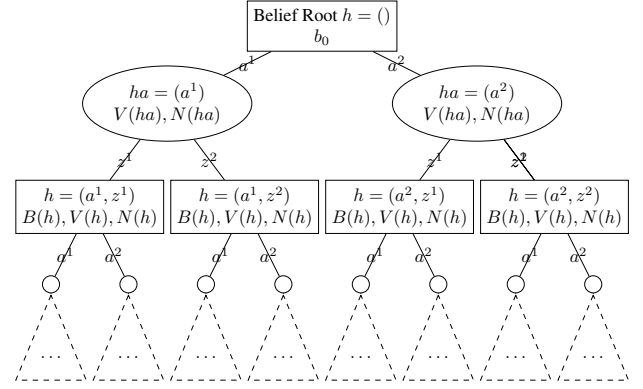 Belief Root h = ()
b₀
a¹ a²
ha = (a¹) ha = (a²)
V(ha), N(ha) V(ha), N(ha)
z¹ z² z¹
h = (a¹, z¹) h = (a¹, z²) h = (a², z¹) h = (a², z²)
B(h), V(h), N(h) B(h), V(h), N(h) B(h), V(h), N(h) B(h), V(h), N(h)
a¹ a² a¹ a² a¹ a² a¹ a²
... ... ... ... ... ... ... ...